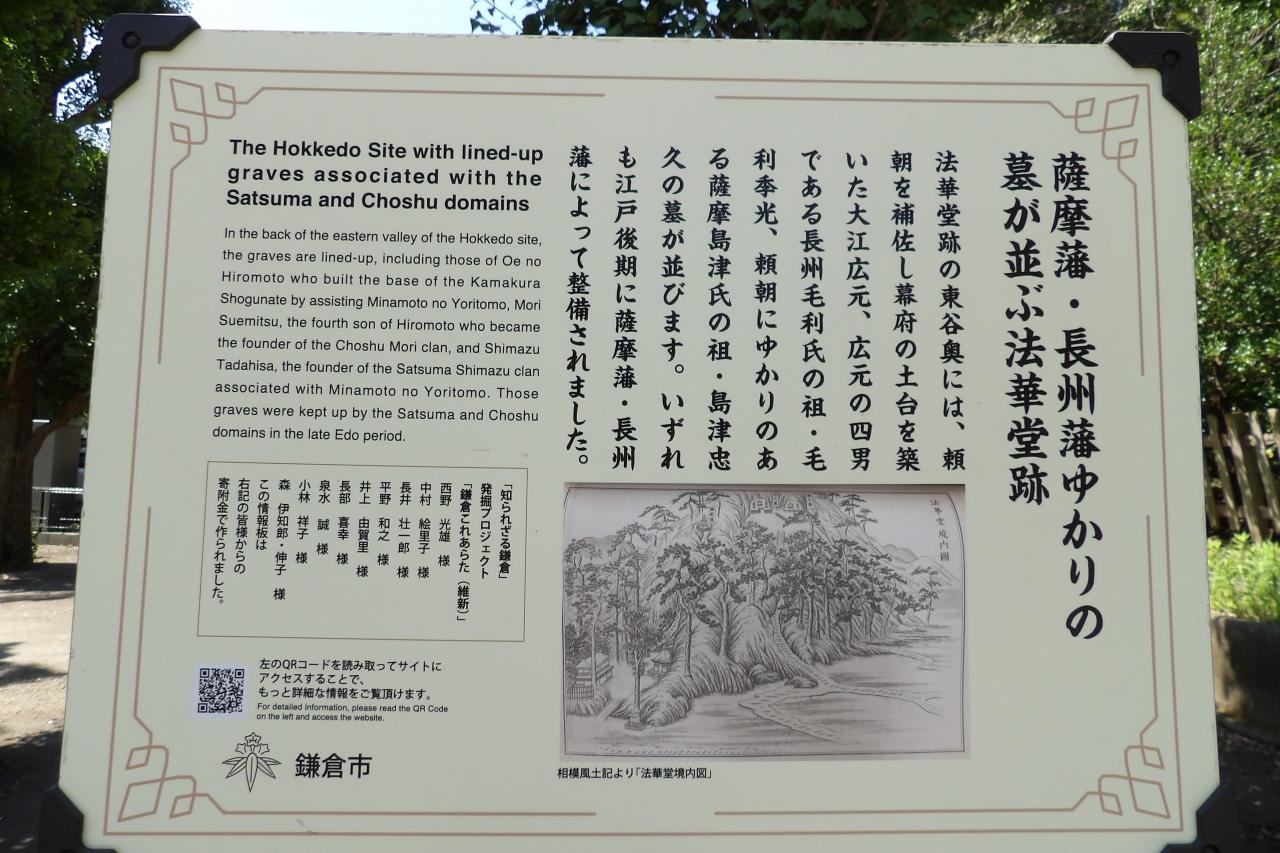 薩摩藩・長州藩ゆかりの
墓が並ぶ法華堂跡
法華堂跡の東谷奥には、頼
朝を補佐し幕府の土台を築
いた大江広元、広元の四男
である長州毛利氏の祖・毛
利季光、頼朝にゆかりのあ
る薩摩島津氏の祖・島津忠
久の墓が並びます。いずれ
も江戸後期に薩摩藩・長州
藩によって整備されました。
The Hokkedo Site with lined-up
graves associated with the
Satsuma and Choshu domains
In the back of the eastern valley of the Hokkedo site,
the graves are lined-up, including those of Oe no
Hiromoto who built the base of the Kamakura
Shogunate by assisting Minamoto no Yoritomo, Mori
Suemitsu, the fourth son of Hiromoto who became
the founder of the Choshu Mori clan, and Shimazu
Tadahisa, the founder of the Satsuma Shimazu clan
associated with Minamoto no Yoritomo. Those
graves were kept up by the Satsuma and Choshu
domains in the late Edo period.
「知られざる鎌倉」
発掘プロジェクト
「鎌倉これあらた(維新)」
西野 光雄 様
中村 絵里子 様
長井 壮一郎 様
平野 和之 様
井上 由賀里 様
長部 喜幸 様
泉水 誠 様
小林 祥子 様
森 伊知郎・伸子 様
この情報板は
右記の皆様からの
寄附金で作られました。
法華堂境内圖
相模風土記より「法華堂境内図」
左のQRコードを読み取ってサイトに
アクセスすることで、
もっと詳細な情報をご覧頂けます。
For detailed information, please read the QR Code
on the left and access the website.
鎌倉市